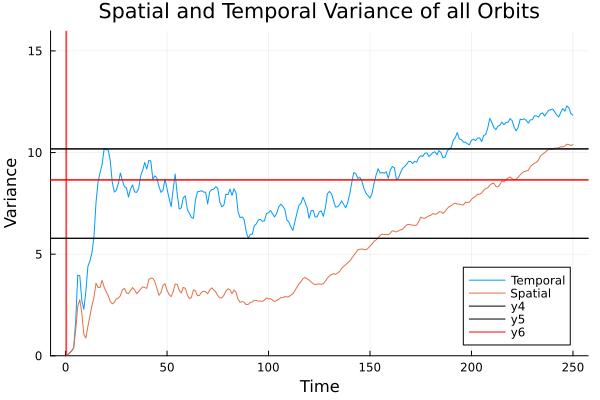 Spatial and Temporal Variance of all Orbits
15
10
5
0
Variance
0 50 100 150 200 250
Time
Temporal
Spatial
y4
y5
y6